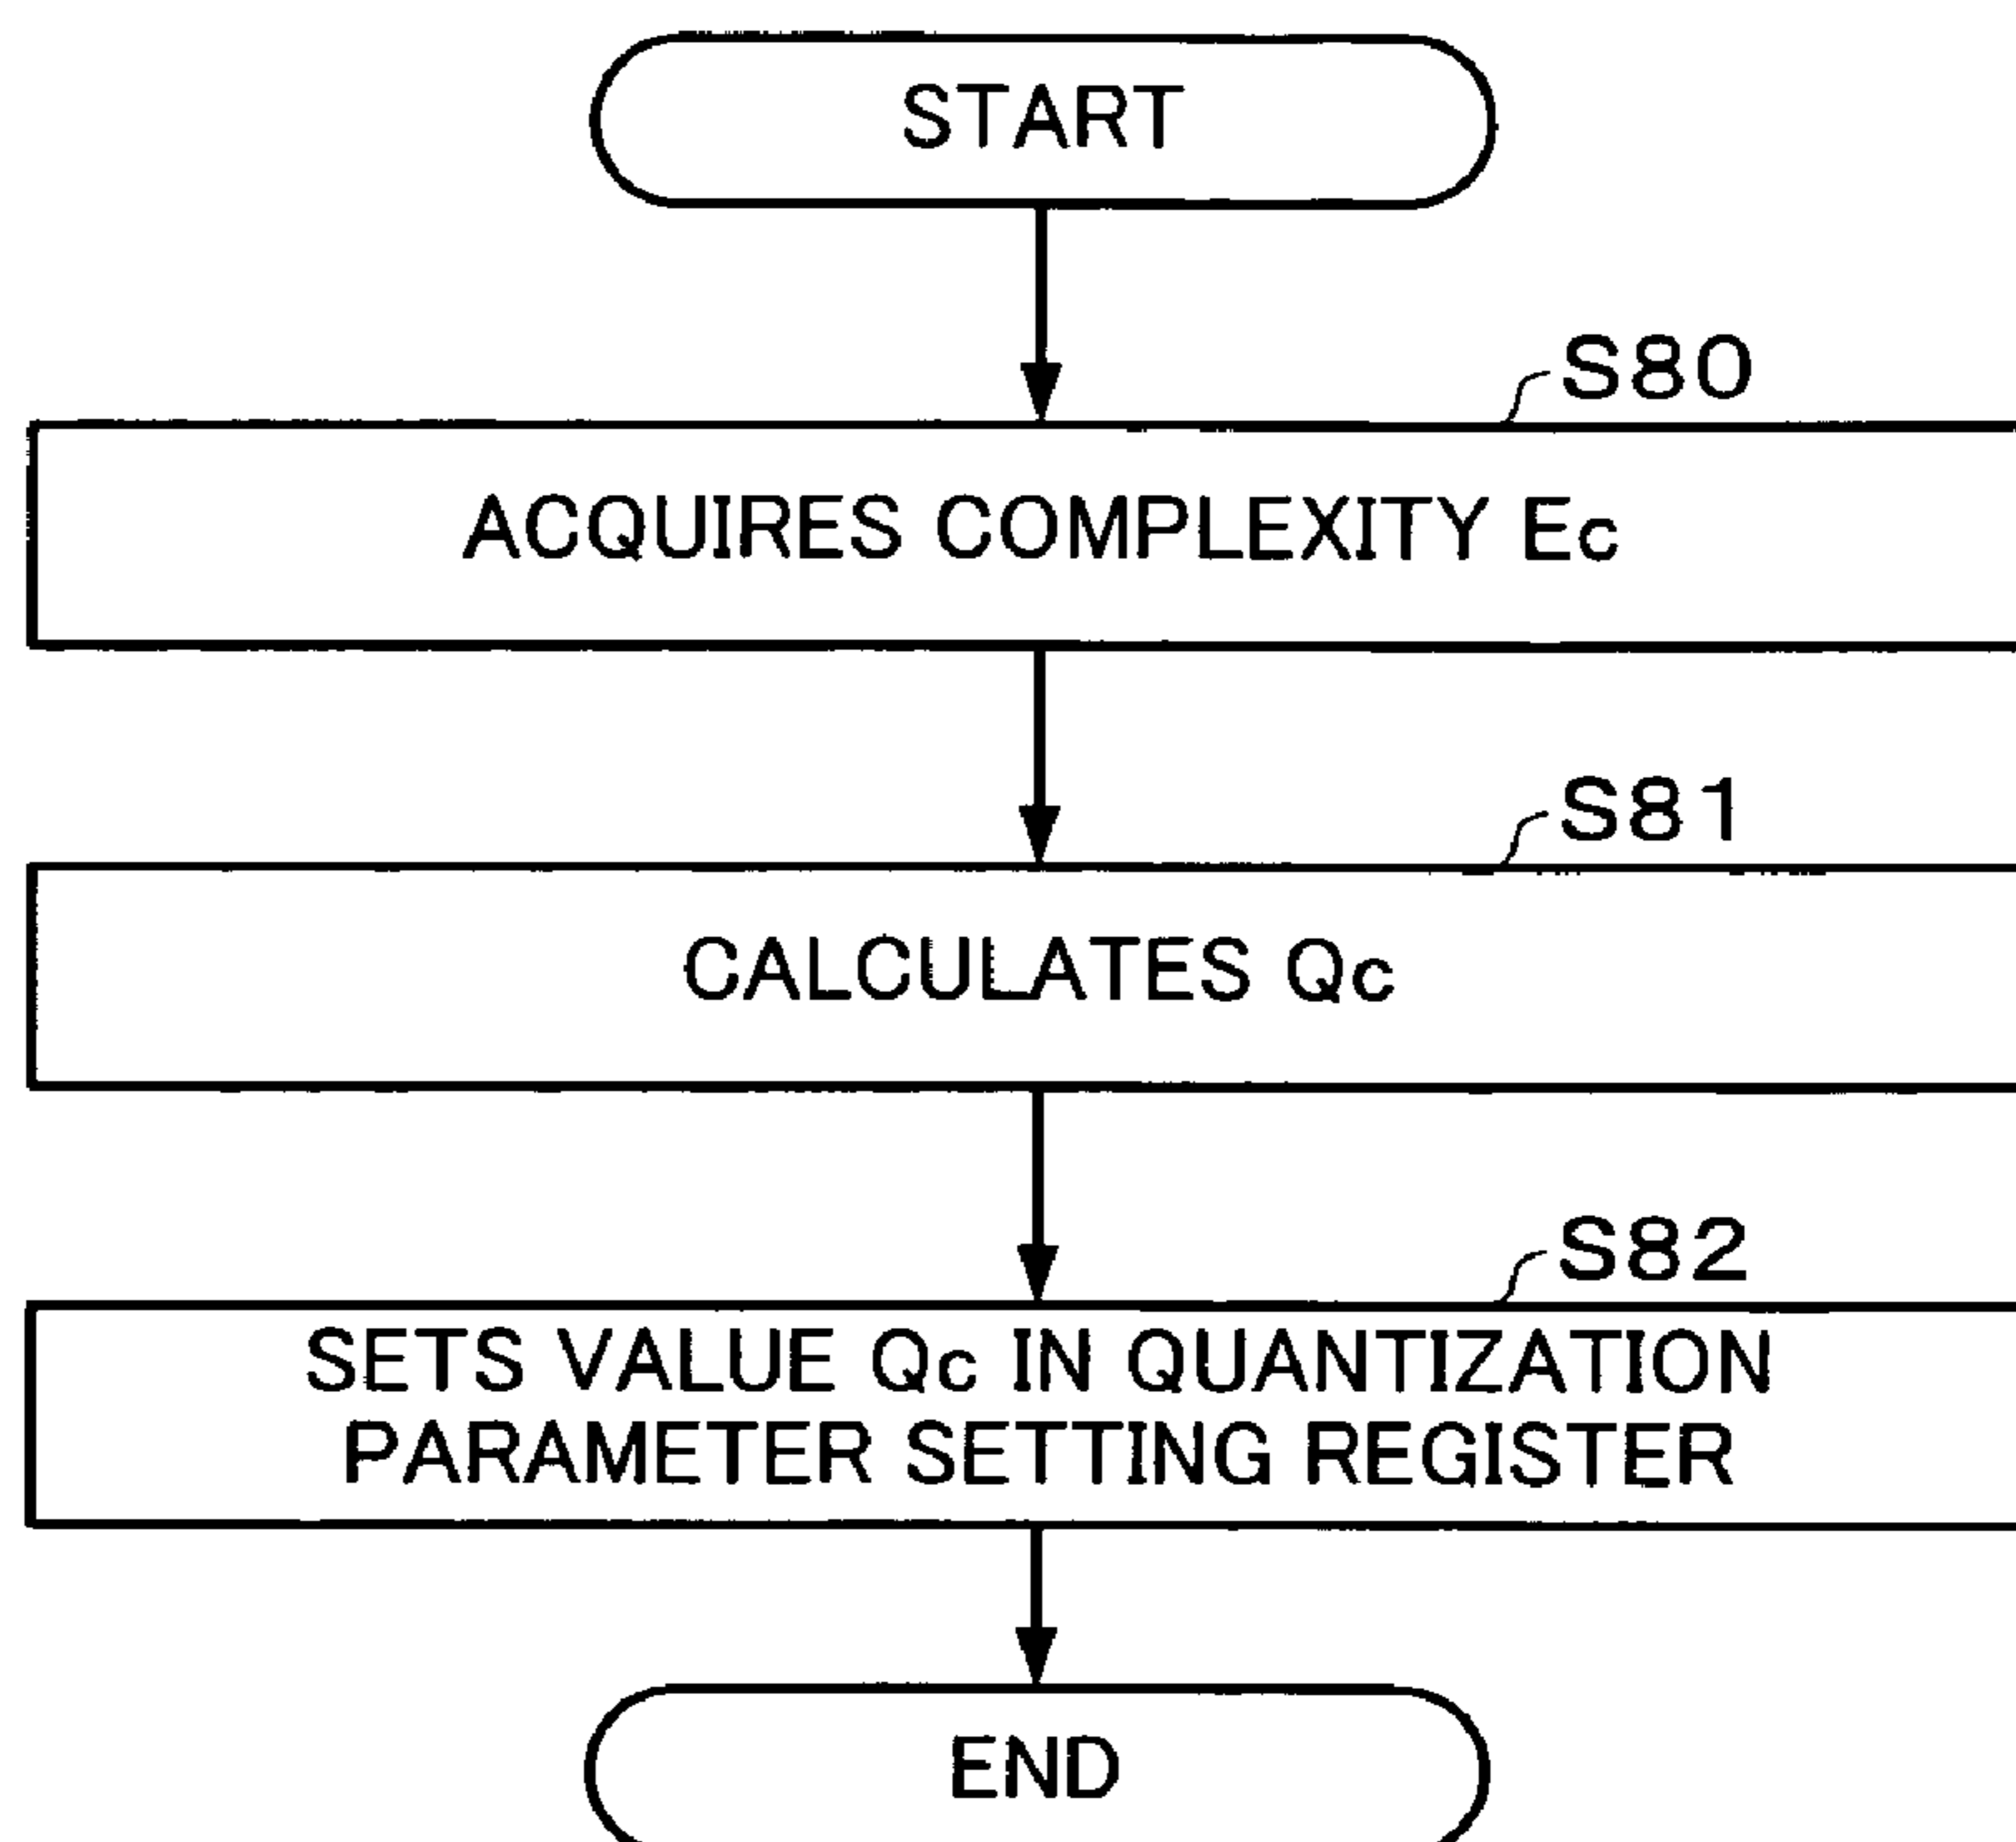 START
S80
ACQUIRES COMPLEXITY Ec
S81
CALCULATES Qc
S82
SETS VALUE Qc IN QUANTIZATION
PARAMETER SETTING REGISTER
END